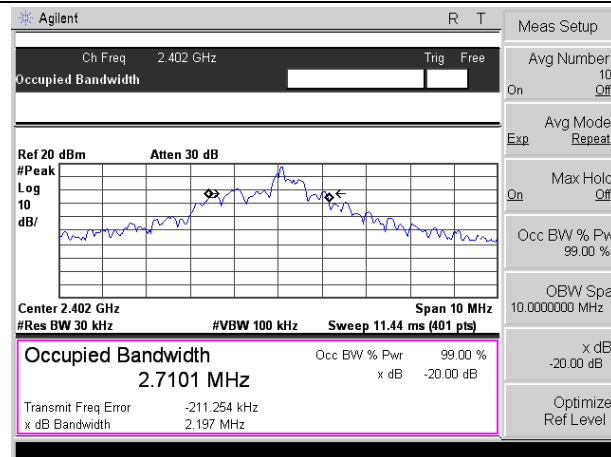 Agilent R T
Ch Freq 2.402 GHz Trig Free
Occupied Bandwidth
Ref 20 dBm Atten 30 dB
#Peak
Log
10
dB/
Center 2.402 GHz Span 10 MHz
#Res BW 30 kHz #VBW 100 kHz Sweep 11.44 ms (401 pts)
Occupied Bandwidth Occ BW % Pwr 99.00 %
2.7101 MHz x dB -20.00 dB
Transmit Freq Error -211.254 kHz
x dB Bandwidth 2.197 MHz
Meas Setup
Avg Number
10
On Off
Avg Mode
Exp Repeat
Max Hold
On Off
Occ BW % Pw
99.00 %
OBW Spa
10.0000000 MHz
x dB
-20.00 dB
Optimize
Ref Level